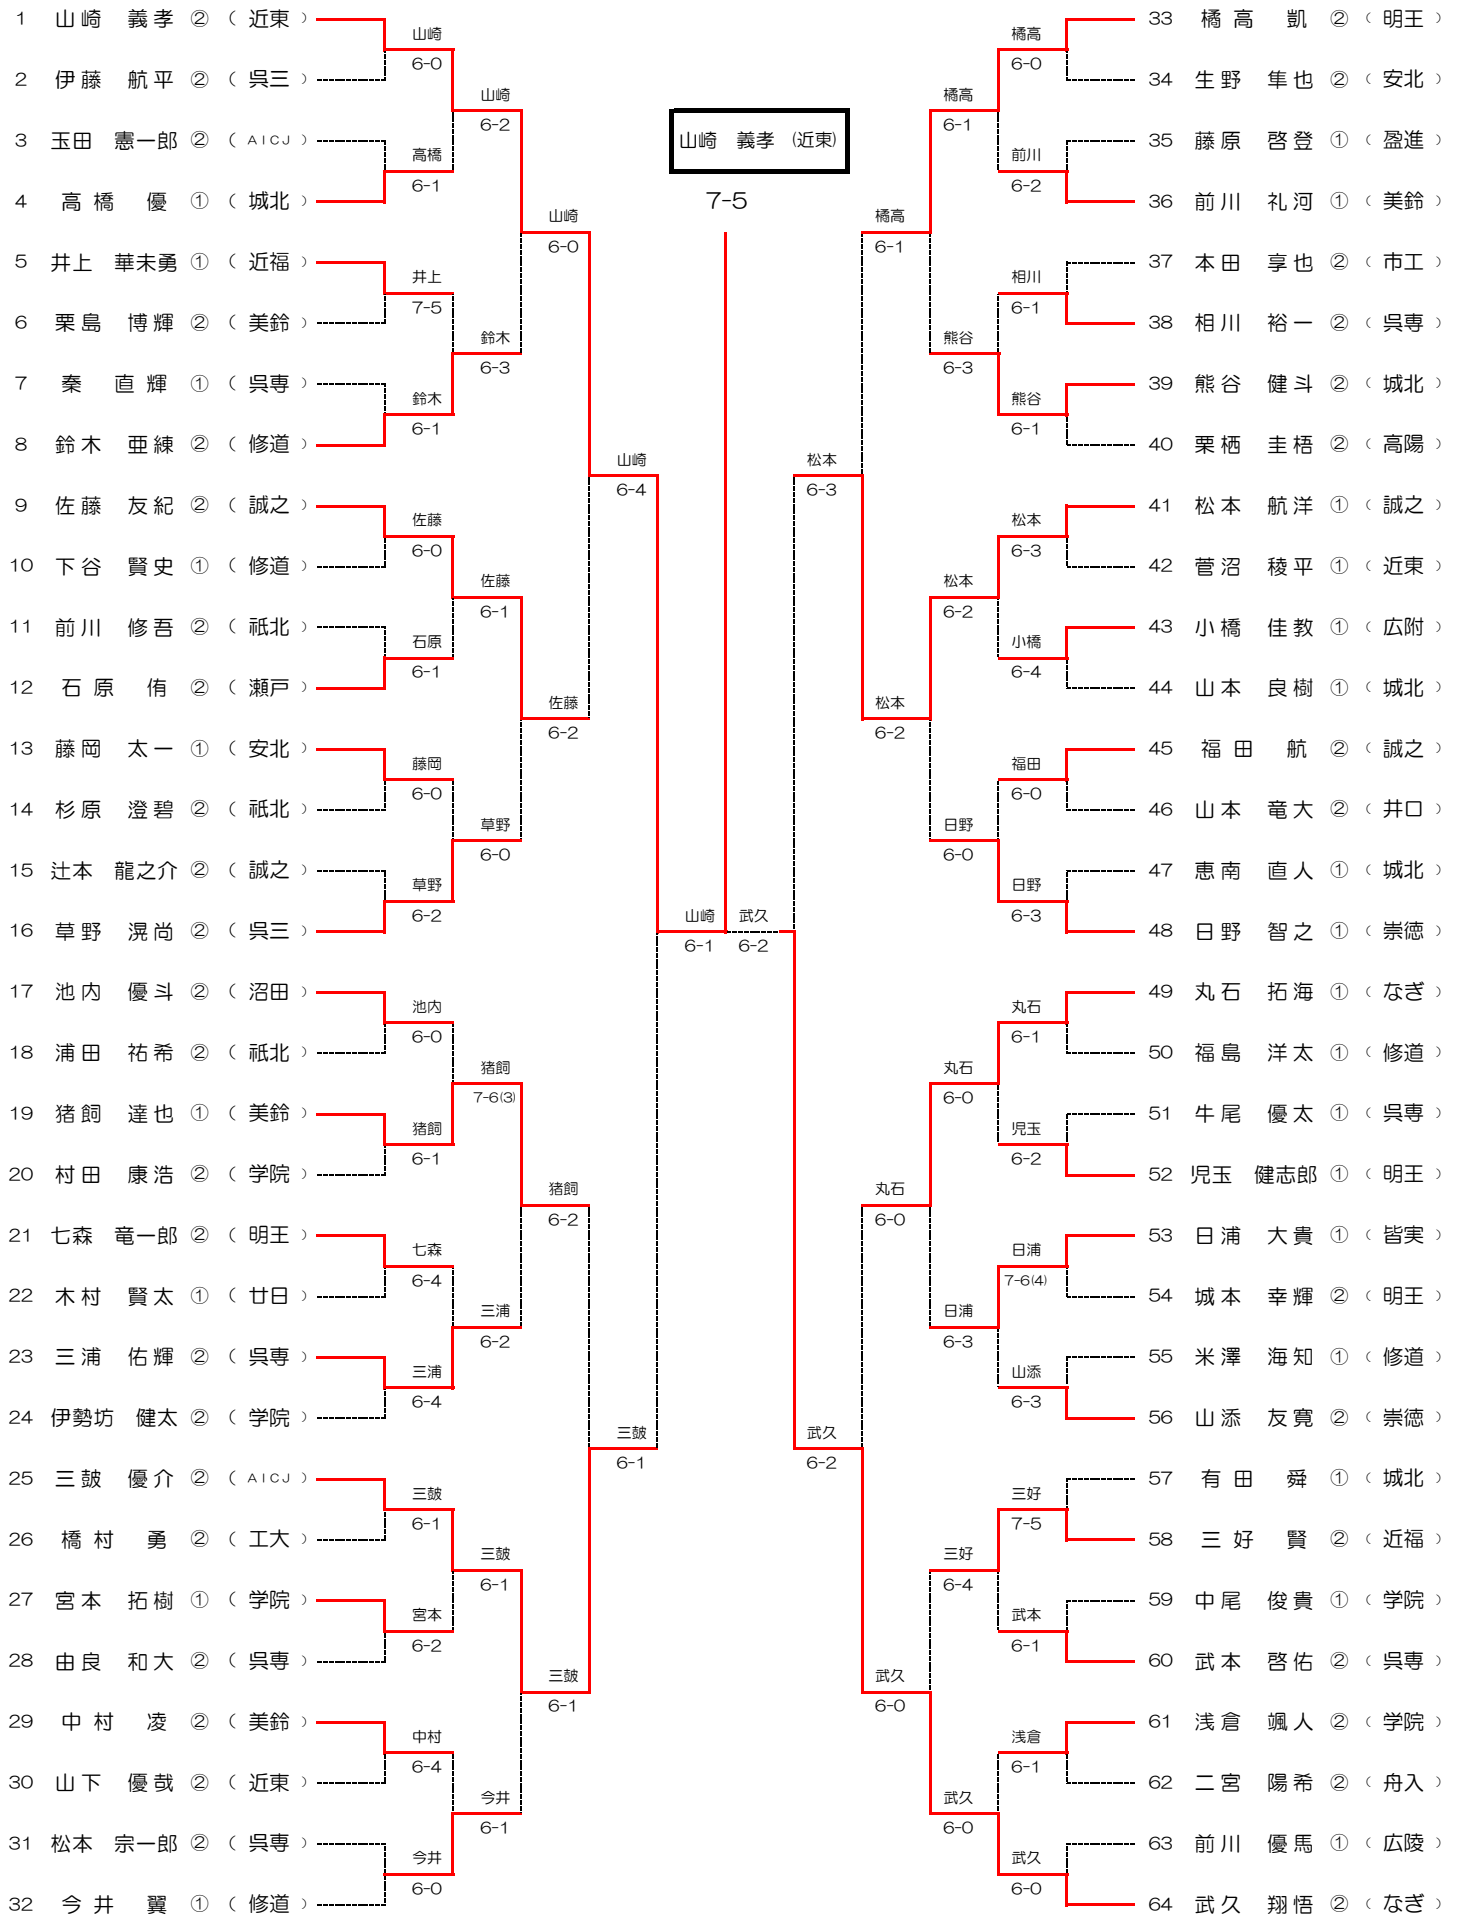 1 山崎 義孝 ② ( 近東 )
2 伊藤 航平 ② ( 呉三 )
3 玉田 憲一郎 ② ( AICJ )
4 高橋 優 ① ( 城北 )
5 井上 華未勇 ① ( 近福 )
6 栗島 博輝 ② ( 美鈴 )
7 秦 直輝 ① ( 呉専 )
8 鈴木 亜練 ② ( 修道 )
9 佐藤 友紀 ② ( 誠之 )
10 下谷 賢史 ① ( 修道 )
11 前川 修吾 ② ( 祇北 )
12 石原 侑 ② ( 瀬戸 )
13 藤岡 太一 ① ( 安北 )
14 杉原 澄碧 ② ( 祇北 )
15 辻本 龍之介 ② ( 誠之 )
16 草野 滉尚 ② ( 呉三 )
17 池内 優斗 ② ( 沼田 )
18 浦田 祐希 ② ( 祇北 )
19 猪飼 達也 ① ( 美鈴 )
20 村田 康浩 ② ( 学院 )
21 七森 竜一郎 ② ( 明王 )
22 木村 賢太 ① ( 廿日 )
23 三浦 佑輝 ② ( 呉専 )
24 伊勢坊 健太 ② ( 学院 )
25 三皷 優介 ② ( AICJ )
26 橋村 勇 ② ( 工大 )
27 宮本 拓樹 ① ( 学院 )
28 由良 和大 ② ( 呉専 )
29 中村 凌 ② ( 美鈴 )
30 山下 優哉 ② ( 近東 )
31 松本 宗一郎 ② ( 呉専 )
32 今井 翼 ① ( 修道 )
山崎
6-0
高橋
6-1
井上
7-5
鈴木
6-1
佐藤
6-0
石原
6-1
藤岡
6-0
草野
6-2
池内
6-0
猪飼
6-1
七森
6-4
三浦
6-4
三皷
6-1
宮本
6-2
中村
6-4
今井
6-0
山崎
6-2
鈴木
6-3
佐藤
6-1
草野
6-0
猪飼
7-6(3)
三浦
6-2
三皷
6-1
今井
6-1
山崎
6-0
佐藤
6-2
猪飼
6-2
三皷
6-1
山崎
6-4
三皷
6-1
山崎
6-1
山崎 義孝 (近東)
7-5
武久
6-2
松本
6-3
武久
6-2
橘高
6-1
松本
6-2
丸石
6-0
武久
6-0
橘高
6-1
熊谷
6-3
松本
6-2
日野
6-0
丸石
6-0
日浦
6-3
三好
6-4
武久
6-0
橘高
6-0
前川
6-2
相川
6-1
熊谷
6-1
松本
6-3
小橋
6-4
福田
6-0
日野
6-3
丸石
6-1
児玉
6-2
日浦
7-6(4)
山添
6-3
三好
7-5
武本
6-1
浅倉
6-1
武久
6-0
33 橘高 凱 ② ( 明王 )
34 生野 隼也 ② ( 安北 )
35 藤原 啓登 ① ( 盈進 )
36 前川 礼河 ① ( 美鈴 )
37 本田 享也 ② ( 市工 )
38 相川 裕一 ② ( 呉専 )
39 熊谷 健斗 ② ( 城北 )
40 栗栖 圭梧 ② ( 高陽 )
41 松本 航洋 ① ( 誠之 )
42 菅沼 稜平 ① ( 近東 )
43 小橋 佳教 ① ( 広附 )
44 山本 良樹 ① ( 城北 )
45 福田 航 ② ( 誠之 )
46 山本 竜大 ② ( 井口 )
47 恵南 直人 ① ( 城北 )
48 日野 智之 ① ( 崇徳 )
49 丸石 拓海 ① ( なぎ )
50 福島 洋太 ① ( 修道 )
51 牛尾 優太 ① ( 呉専 )
52 児玉 健志郎 ① ( 明王 )
53 日浦 大貴 ① ( 皆実 )
54 城本 幸輝 ② ( 明王 )
55 米澤 海知 ① ( 修道 )
56 山添 友寛 ② ( 崇徳 )
57 有田 舜 ① ( 城北 )
58 三好 賢 ② ( 近福 )
59 中尾 俊貴 ① ( 学院 )
60 武本 啓佑 ② ( 呉専 )
61 浅倉 颯人 ② ( 学院 )
62 二宮 陽希 ② ( 舟入 )
63 前川 優馬 ① ( 広陵 )
64 武久 翔悟 ② ( なぎ )